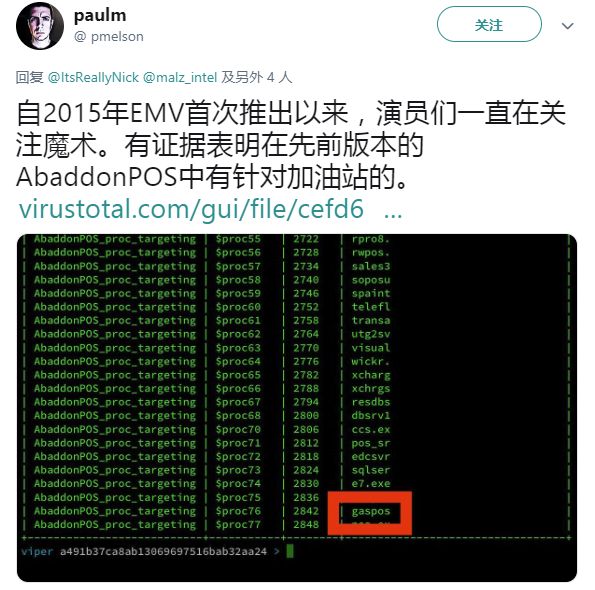 paulm
@ pmelson
关注
回复 @ItsReallyNick @malz_intel 及另外 4 人
自2015年EMV首次推出以来，演员们一直在关
注魔术。有证据表明在先前版本的
AbaddonPOS中有针对加油站的。
virustotal.com/gui/file/cefd6 ...
| AbaddonPOS_proc_targeting | $proc55 | 2722 | rpro8. |
| AbaddonPOS_proc_targeting | $proc56 | 2728 | rwpos. |
| AbaddonPOS_proc_targeting | $proc57 | 2734 | sales3 |
| AbaddonPOS_proc_targeting | $proc58 | 2740 | soposu |
| AbaddonPOS_proc_targeting | $proc59 | 2746 | spaint |
| AbaddonPOS_proc_targeting | $proc60 | 2752 | telefl |
| AbaddonPOS_proc_targeting | $proc61 | 2758 | transa |
| AbaddonPOS_proc_targeting | $proc62 | 2764 | utg2sv |
| AbaddonPOS_proc_targeting | $proc63 | 2770 | visual |
| AbaddonPOS_proc_targeting | $proc64 | 2776 | wickr. |
| AbaddonPOS_proc_targeting | $proc65 | 2782 | xcharg |
| AbaddonPOS_proc_targeting | $proc66 | 2788 | xchrgs |
| AbaddonPOS_proc_targeting | $proc67 | 2794 | resdbs |
| AbaddonPOS_proc_targeting | $proc68 | 2800 | dbsrv1 |
| AbaddonPOS_proc_targeting | $proc70 | 2806 | ccs.ex |
| AbaddonPOS_proc_targeting | $proc71 | 2812 | pos_sr |
| AbaddonPOS_proc_targeting | $proc72 | 2818 | edcsvr |
| AbaddonPOS_proc_targeting | $proc73 | 2824 | sqlser |
| AbaddonPOS_proc_targeting | $proc74 | 2830 | e7.exe |
| AbaddonPOS_proc_targeting | $proc75 | 2836 |
| AbaddonPOS_proc_targeting | $proc76 | 2842 | gaspos |
| AbaddonPOS_proc_targeting | $proc77 | 2848 |
viper a491b37ca8ab13069697516bab32aa24 >